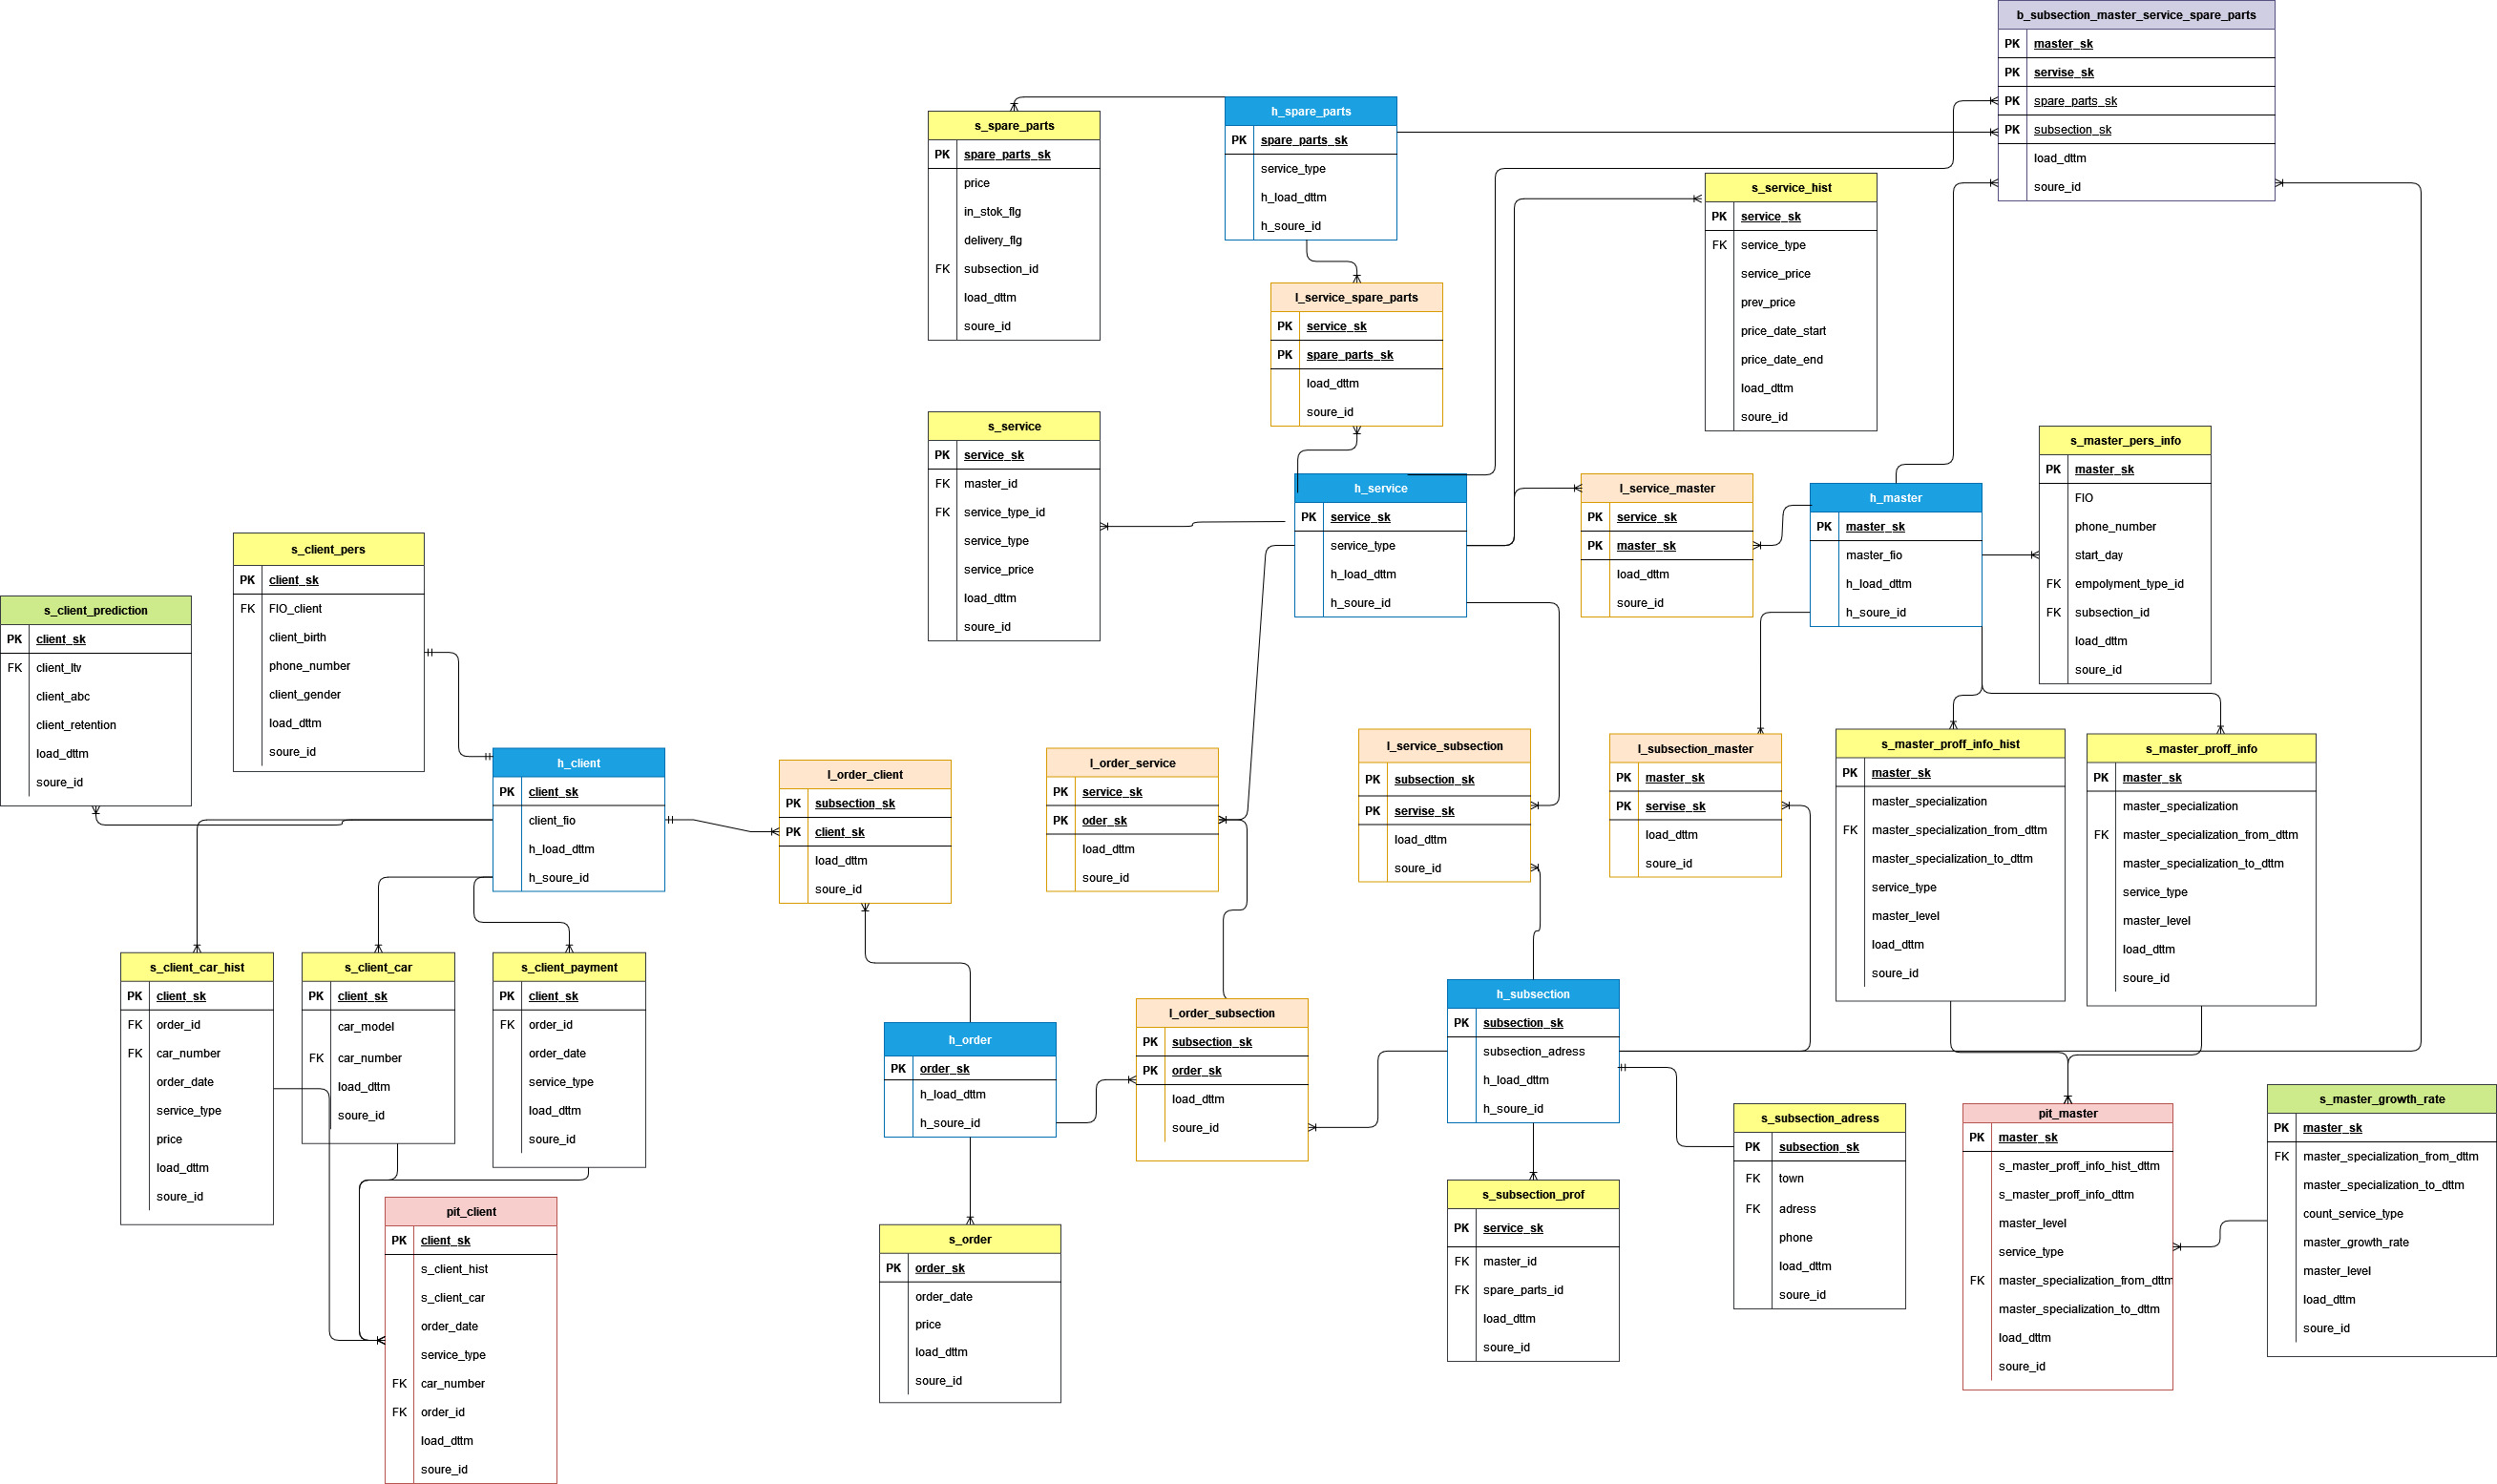 b_subsection_master_service_spare_parts
PK master_sk
PK servise_sk
PK spare_parts_sk
PK subsection_sk
load_dttm
soure_id
h_spare_parts
PK spare_parts_sk
service_type
h_load_dttm
h_soure_id
s_spare_parts
PK spare_parts_sk
price
in_stok_flg
delivery_flg
FK subsection_id
load_dttm
soure_id
s_service_hist
PK service_sk
FK service_type
service_price
prev_price
price_date_start
price_date_end
load_dttm
soure_id
l_service_spare_parts
PK service_sk
PK spare_parts_sk
load_dttm
soure_id
s_service
PK service_sk
FK master_id
FK service_type_id
service_type
service_price
load_dttm
soure_id
h_service
PK service_sk
service_type
h_load_dttm
h_soure_id
l_service_master
PK service_sk
PK master_sk
load_dttm
soure_id
h_master
PK master_sk
master_fio
h_load_dttm
h_soure_id
s_master_pers_info
PK master_sk
FIO
phone_number
start_day
FK empolyment_type_id
FK subsection_id
load_dttm
soure_id
s_client_pers
PK client_sk
FK FIO_client
client_birth
phone_number
client_gender
load_dttm
soure_id
s_client_prediction
PK client_sk
FK client_ltv
client_abc
client_retention
load_dttm
soure_id
h_client
PK client_sk
client_fio
h_load_dttm
h_soure_id
l_order_client
PK subsection_sk
PK client_sk
load_dttm
soure_id
l_order_service
PK service_sk
PK oder_sk
load_dttm
soure_id
l_service_subsection
PK subsection_sk
PK servise_sk
load_dttm
soure_id
l_subsection_master
PK master_sk
PK servise_sk
load_dttm
soure_id
s_master_proff_info_hist
PK master_sk
master_specialization
FK master_specialization_from_dttm
master_specialization_to_dttm
service_type
master_level
load_dttm
soure_id
s_master_proff_info
PK master_sk
master_specialization
FK master_specialization_from_dttm
master_specialization_to_dttm
service_type
master_level
load_dttm
soure_id
s_client_car_hist
PK client_sk
FK order_id
FK car_number
order_date
service_type
price
load_dttm
soure_id
s_client_car
PK client_sk
car_model
FK car_number
load_dttm
soure_id
s_client_payment
PK client_sk
FK order_id
order_date
service_type
load_dttm
soure_id
h_order
PK order_sk
h_load_dttm
h_soure_id
l_order_subsection
PK subsection_sk
PK order_sk
load_dttm
soure_id
h_subsection
PK subsection_sk
subsection_adress
h_load_dttm
h_soure_id
s_subsection_adress
PK subsection_sk
FK town
FK adress
phone
load_dttm
soure_id
pit_master
PK master_sk
s_master_proff_info_hist_dttm
s_master_proff_info_dttm
master_level
service_type
FK master_specialization_from_dttm
master_specialization_to_dttm
load_dttm
soure_id
s_master_growth_rate
PK master_sk
FK master_specialization_from_dttm
master_specialization_to_dttm
count_service_type
master_growth_rate
master_level
load_dttm
soure_id
pit_client
PK client_sk
s_client_hist
s_client_car
order_date
service_type
FK car_number
FK order_id
load_dttm
soure_id
s_order
PK order_sk
order_date
price
load_dttm
soure_id
s_subsection_prof
PK service_sk
FK master_id
FK spare_parts_id
load_dttm
soure_id